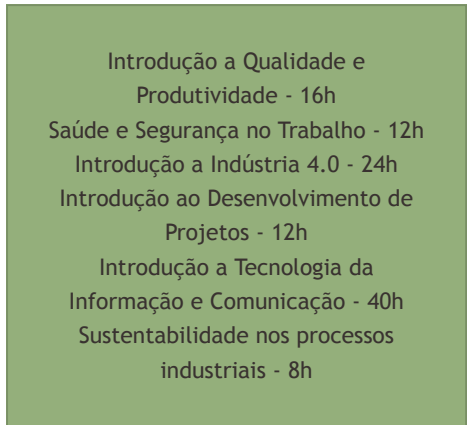 Introdução a Qualidade e
Produtividade - 16h
Saúde e Segurança no Trabalho - 12h
Introdução a Indústria 4.0 - 24h
Introdução ao Desenvolvimento de
Projetos - 12h
Introdução a Tecnologia da
Informação e Comunicação - 40h
Sustentabilidade nos processos
industriais - 8h